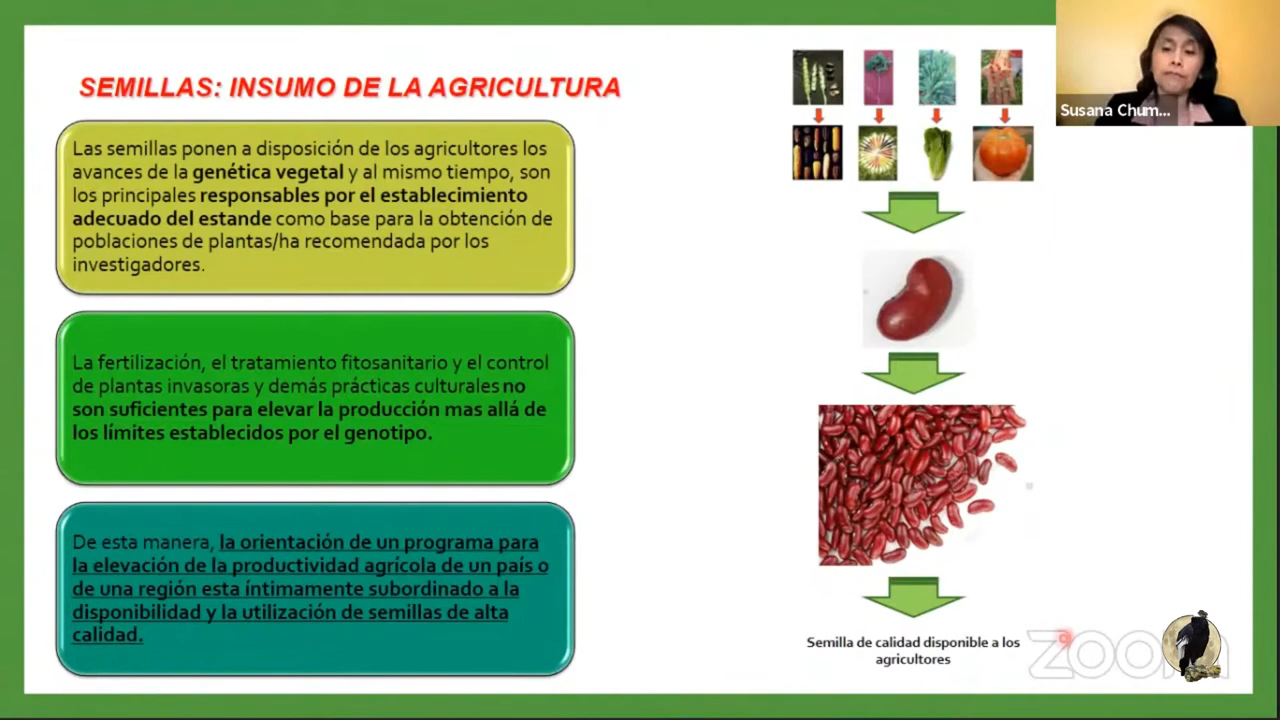 SEMILLAS: INSUMO DE LA AGRICULTURA
Las semillas ponen a disposición de los agricultores los
avances de la genética vegetal y al mismo tiempo, son
los principales responsables por el establecimiento
adecuado del estande como base para la obtención de
poblaciones de plantas/ha recomendada por los
investigadores.
La fertilización, el tratamiento fitosanitario y el control
de plantas invasoras y demás prácticas culturales no
son suficientes para elevar la producción mas allá de
los límites establecidos por el genotipo.
De esta manera, la orientación de un programa para
la elevación de la productividad agrícola de un país o
de una región esta íntimamente subordinado a la
disponibilidad y la utilización de semillas de alta
calidad.
Susana Chum...
Semilla de calidad disponible a los
agricultores
zoom